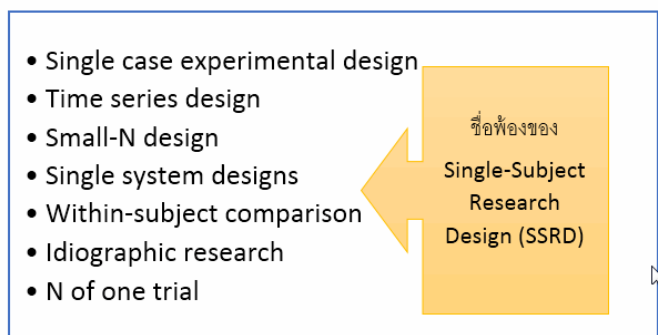 • Single case experimental design
• Time series design
• Small-N design
• Single system designs
• Within-subject comparison
• Idiographic research
• N of one trial
ชื่อพ้องของ
Single-Subject
Research
Design (SSRD)